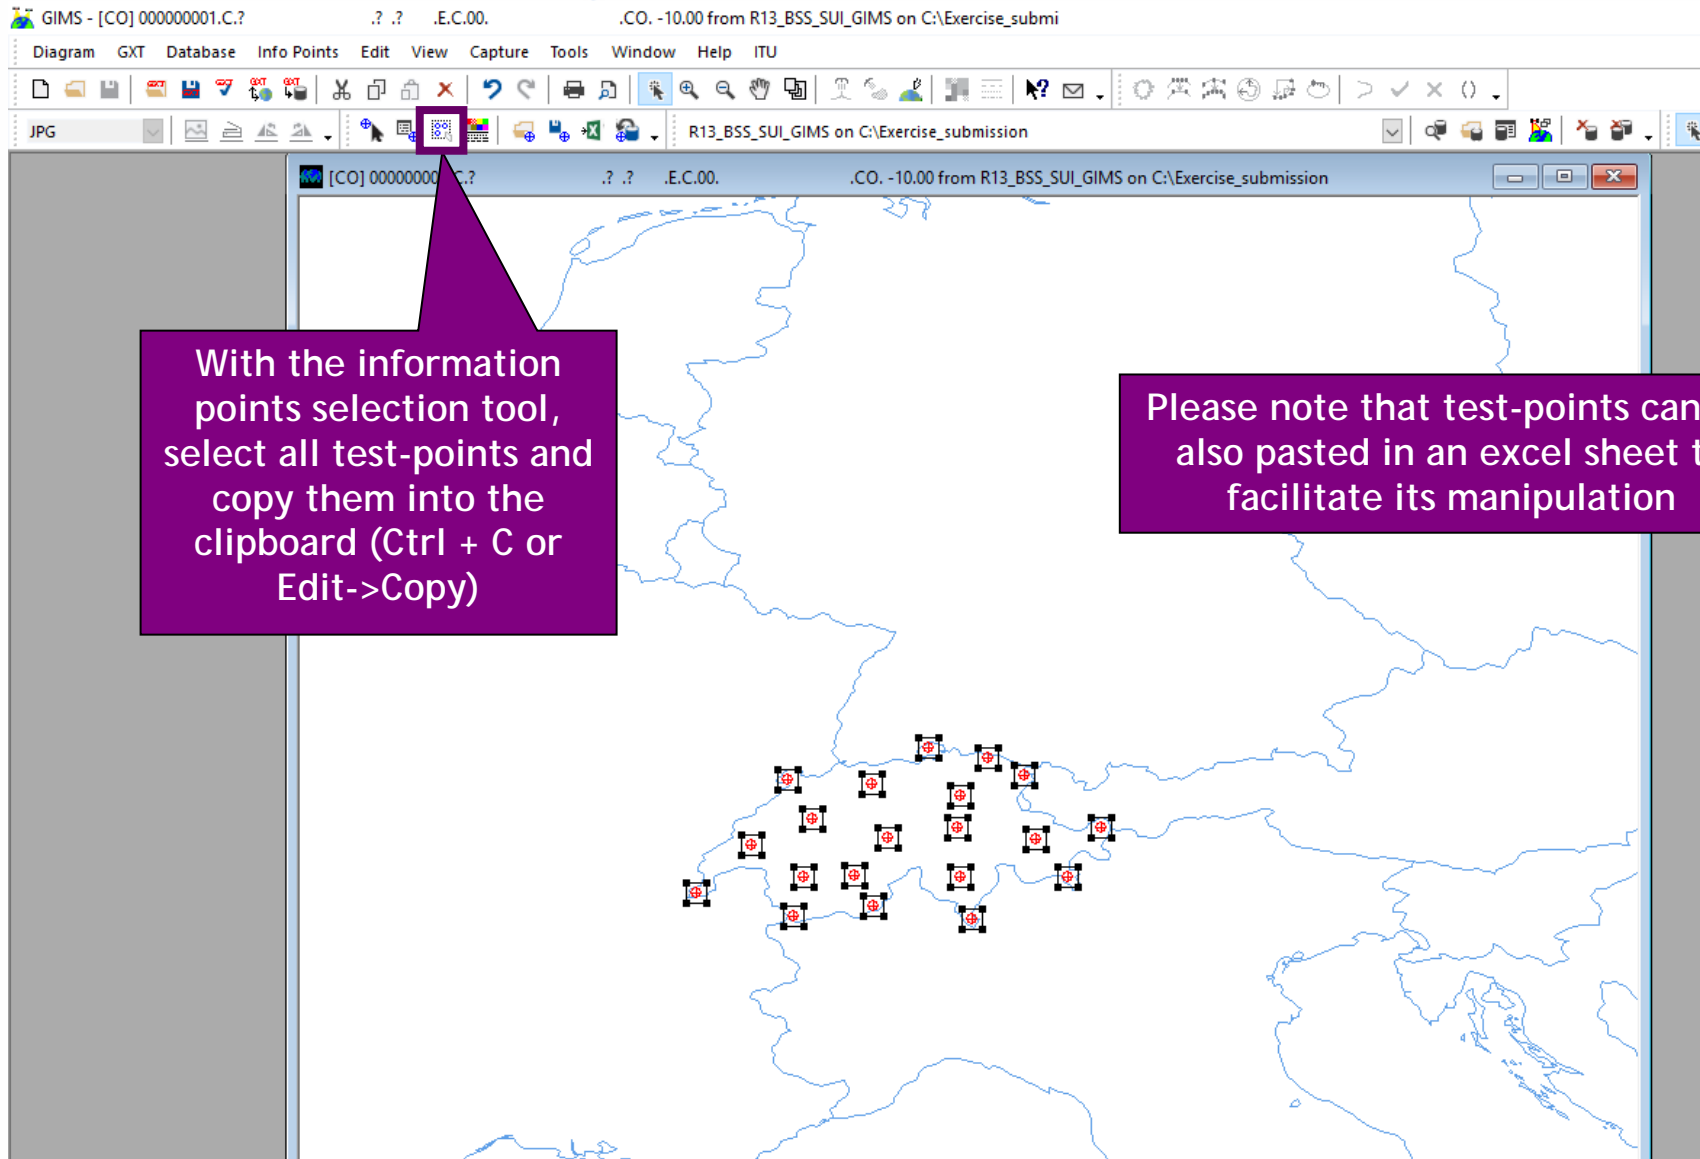 GIMS - [CO] 000000001.C.? .? .? .E.C.00. .CO. -10.00 from R13_BSS_SUI_GIMS on C:\Exercise_submi
Diagram GXT Database Info Points Edit View Capture Tools Window Help ITU
JPG R13_BSS_SUI_GIMS on C:\Exercise_submission
[CO] 00000000 .C.? .? .? .E.C.00. .CO. -10.00 from R13_BSS_SUI_GIMS on C:\Exercise_submission
With the information
points selection tool,
select all test-points and
copy them into the
clipboard (Ctrl + C or
Edit->Copy)
Please note that test-points can
also pasted in an excel sheet t
facilitate its manipulation